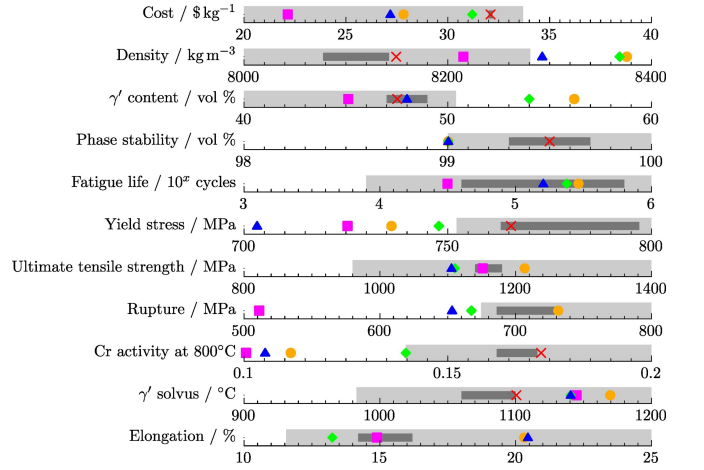 Cost / $ kg⁻¹
20 25 30 35 40
Density / kg m⁻³
8000 8200 8400
γ′ content / vol %
40 50 60
Phase stability / vol %
98 99 100
Fatigue life / 10ˣ cycles
3 4 5 6
Yield stress / MPa
700 750 800
Ultimate tensile strength / MPa
800 1000 1200 1400
Rupture / MPa
500 600 700 800
Cr activity at 800°C
0.1 0.15 0.2
γ′ solvus / °C
900 1000 1100 1200
Elongation / %
10 15 20 25